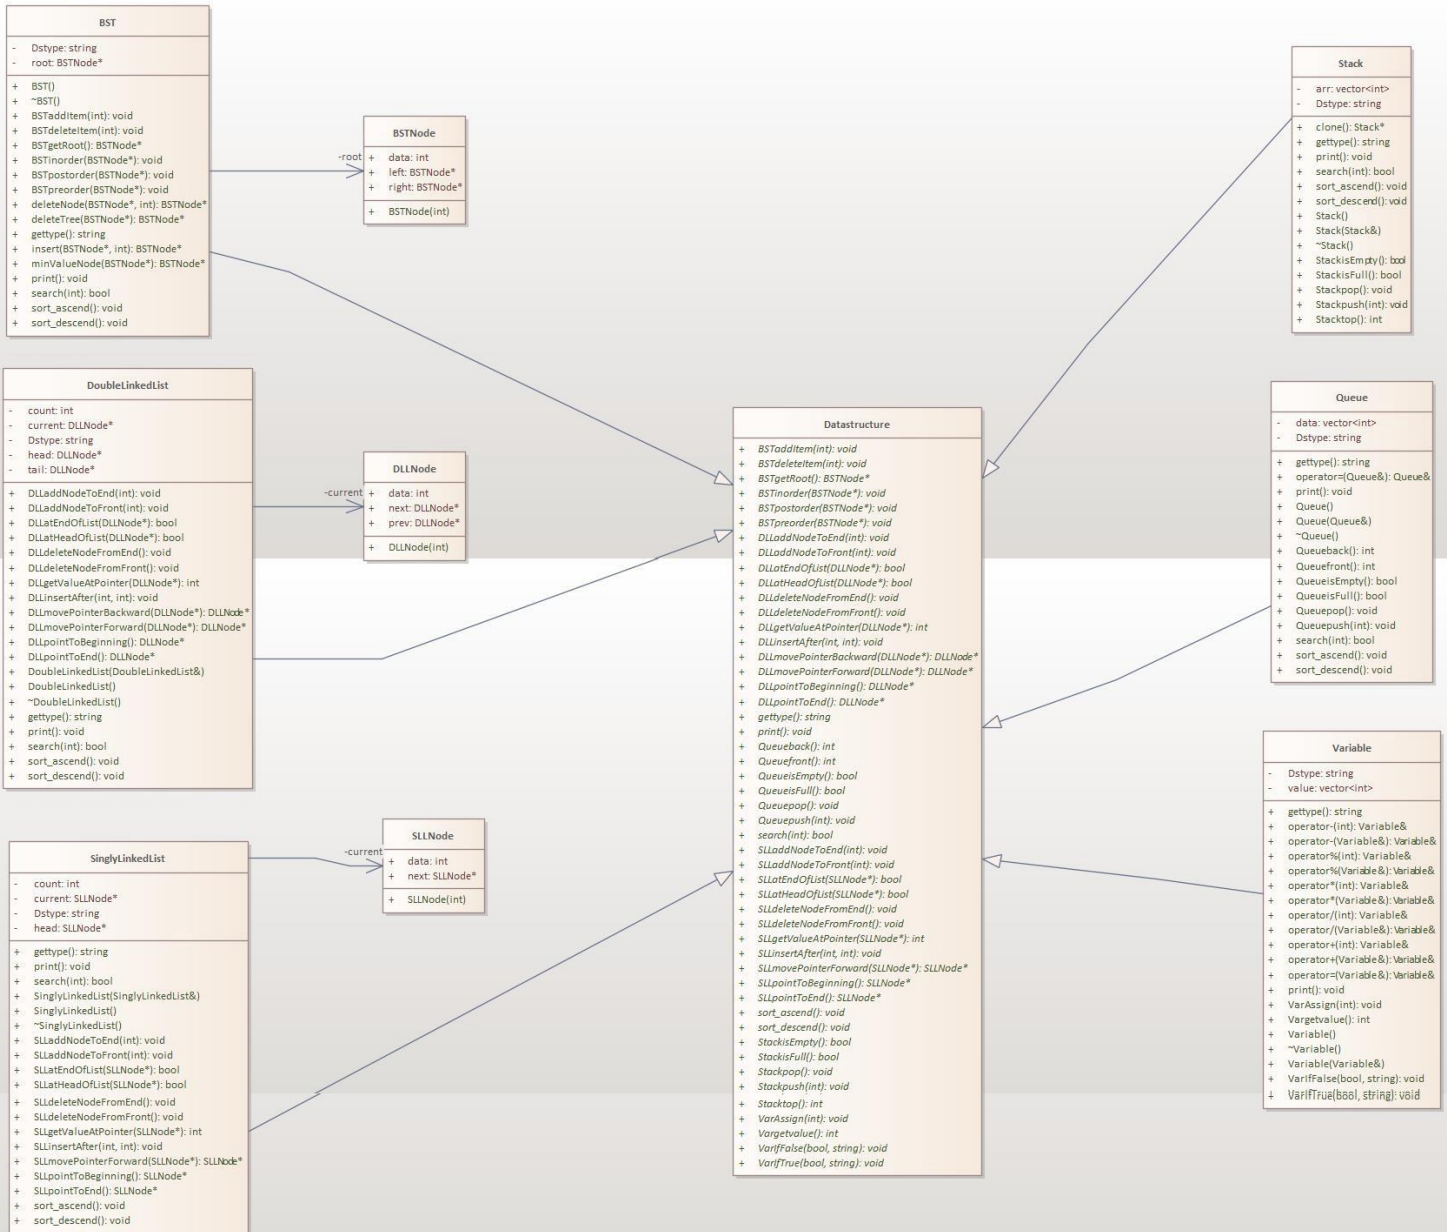 BST
- Dstype: string
- root: BSTNode*
+ BST()
+ ~BST()
+ BSTaddItem(int): void
+ BSTdeleteItem(int): void
+ BSTgetRoot(): BSTNode*
+ BSTinorder(BSTNode*): void
+ BSTpostorder(BSTNode*): void
+ BSTpreorder(BSTNode*): void
+ deleteNode(BSTNode*, int): BSTNode*
+ deleteTree(BSTNode*): BSTNode*
+ gettype(): string
+ insert(BSTNode*, int): BSTNode*
+ minValueNode(BSTNode*): BSTNode*
+ print(): void
+ search(int): bool
+ sort_ascend(): void
+ sort_descend(): void
-root
BSTNode
+ data: int
+ left: BSTNode*
+ right: BSTNode*
+ BSTNode(int)
DoubleLinkedList
- count: int
- current: DLLNode*
- Dstype: string
- head: DLLNode*
- tail: DLLNode*
+ DLLaddNodeToEnd(int): void
+ DLLaddNodeToFront(int): void
+ DLLatEndOfList(DLLNode*): bool
+ DLLatHeadOfList(DLLNode*): bool
+ DLLdeleteNodeFromEnd(): void
+ DLLdeleteNodeFromFront(): void
+ DLLgetValueAtPointer(DLLNode*): int
+ DLLinsertAfter(int, int): void
+ DLLmovePointerBackward(DLLNode*): DLLNode*
+ DLLmovePointerForward(DLLNode*): DLLNode*
+ DLLpointToBeginning(): DLLNode*
+ DLLpointToEnd(): DLLNode*
+ DoubleLinkedList(DoubleLinkedList&)
+ DoubleLinkedList()
+ ~DoubleLinkedList()
+ gettype(): string
+ print(): void
+ search(int): bool
+ sort_ascend(): void
+ sort_descend(): void
-current
DLLNode
+ data: int
+ next: DLLNode*
+ prev: DLLNode*
+ DLLNode(int)
SinglyLinkedList
- count: int
- current: SLLNode*
- Dstype: string
- head: SLLNode*
+ gettype(): string
+ print(): void
+ search(int): bool
+ SinglyLinkedList(SinglyLinkedList&)
+ SinglyLinkedList()
+ ~SinglyLinkedList()
+ SLLaddNodeToEnd(int): void
+ SLLaddNodeToFront(int): void
+ SLLatEndOfList(SLLNode*): bool
+ SLLatHeadOfList(SLLNode*): bool
+ SLLdeleteNodeFromEnd(): void
+ SLLdeleteNodeFromFront(): void
+ SLLgetValueAtPointer(SLLNode*): int
+ SLLinsertAfter(int, int): void
+ SLLmovePointerForward(SLLNode*): SLLNode*
+ SLLpointToBeginning(): SLLNode*
+ SLLpointToEnd(): SLLNode*
+ sort_ascend(): void
+ sort_descend(): void
-current
SLLNode
+ data: int
+ next: SLLNode*
+ SLLNode(int)
Datastructure
+ BSTaddItem(int): void
+ BSTdeleteItem(int): void
+ BSTgetRoot(): BSTNode*
+ BSTinorder(BSTNode*): void
+ BSTpostorder(BSTNode*): void
+ BSTpreorder(BSTNode*): void
+ DLLaddNodeToEnd(int): void
+ DLLaddNodeToFront(int): void
+ DLLatEndOfList(DLLNode*): bool
+ DLLatHeadOfList(DLLNode*): bool
+ DLLdeleteNodeFromEnd(): void
+ DLLdeleteNodeFromFront(): void
+ DLLgetValueAtPointer(DLLNode*): int
+ DLLinsertAfter(int, int): void
+ DLLmovePointerBackward(DLLNode*): DLLNode*
+ DLLmovePointerForward(DLLNode*): DLLNode*
+ DLLpointToBeginning(): DLLNode*
+ DLLpointToEnd(): DLLNode*
+ gettype(): string
+ print(): void
+ Queueback(): int
+ Queuefront(): int
+ QueueisEmpty(): bool
+ QueueisFull(): bool
+ Queuepop(): void
+ Queuepush(int): void
+ search(int): bool
+ SLLaddNodeToEnd(int): void
+ SLLaddNodeToFront(int): void
+ SLLatEndOfList(SLLNode*): bool
+ SLLatHeadOfList(SLLNode*): bool
+ SLLdeleteNodeFromEnd(): void
+ SLLdeleteNodeFromFront(): void
+ SLLgetValueAtPointer(SLLNode*): int
+ SLLinsertAfter(int, int): void
+ SLLmovePointerForward(SLLNode*): SLLNode*
+ SLLpointToBeginning(): SLLNode*
+ SLLpointToEnd(): SLLNode*
+ sort_ascend(): void
+ sort_descend(): void
+ StackisEmpty(): bool
+ StackisFull(): bool
+ Stackpop(): void
+ Stackpush(int): void
+ Stacktop(): int
+ VarAssign(int): void
+ Vargetvalue(): int
+ VarIfFalse(bool, string): void
+ VarIfTrue(bool, string): void
Stack
- arr: vector<int>
- Dstype: string
+ clone(): Stack*
+ gettype(): string
+ print(): void
+ search(int): bool
+ sort_ascend(): void
+ sort_descend(): void
+ Stack()
+ Stack(Stack&)
+ ~Stack()
+ StackisEmpty(): bool
+ StackisFull(): bool
+ Stackpop(): void
+ Stackpush(int): void
+ Stacktop(): int
Queue
- data: vector<int>
- Dstype: string
+ gettype(): string
+ operator=(Queue&): Queue&
+ print(): void
+ Queue()
+ Queue(Queue&)
+ ~Queue()
+ Queueback(): int
+ Queuefront(): int
+ QueueisEmpty(): bool
+ QueueisFull(): bool
+ Queuepop(): void
+ Queuepush(int): void
+ search(int): bool
+ sort_ascend(): void
+ sort_descend(): void
Variable
- Dstype: string
- value: vector<int>
+ gettype(): string
+ operator-(int): Variable&
+ operator-(Variable&): Variable&
+ operator%(int): Variable&
+ operator%(Variable&): Variable&
+ operator*(int): Variable&
+ operator*(Variable&): Variable&
+ operator/(int): Variable&
+ operator/(Variable&): Variable&
+ operator+(int): Variable&
+ operator+(Variable&): Variable&
+ operator=(Variable&): Variable&
+ print(): void
+ VarAssign(int): void
+ Vargetvalue(): int
+ Variable()
+ ~Variable()
+ Variable(Variable&)
+ VarIfFalse(bool, string): void
+ VarIfTrue(bool, string): void